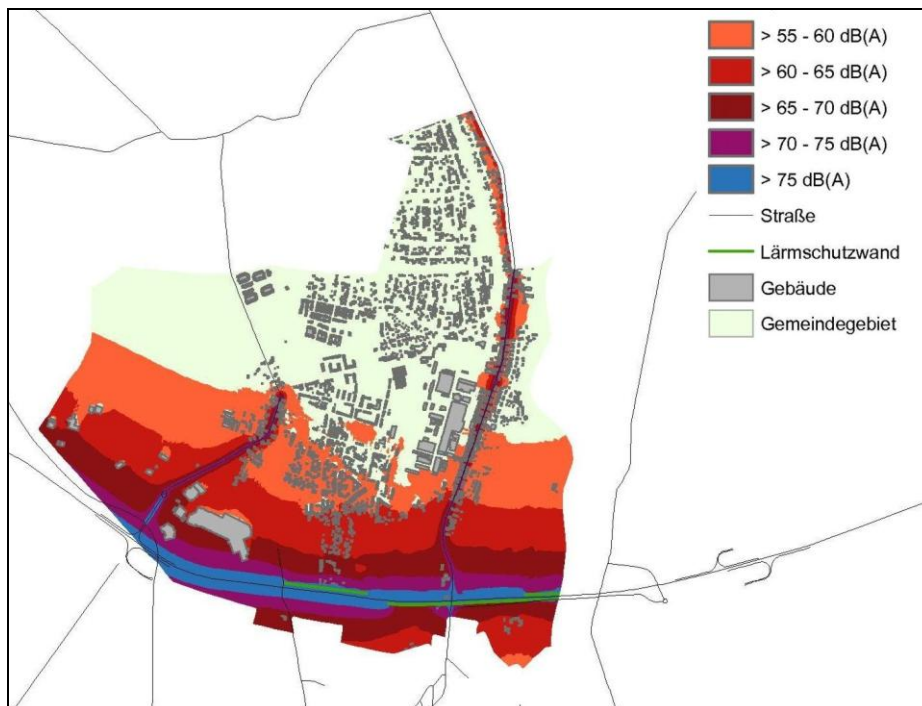 > 55 - 60 dB(A)
> 60 - 65 dB(A)
> 65 - 70 dB(A)
> 70 - 75 dB(A)
> 75 dB(A)
Straße
Lärmschutzwand
Gebäude
Gemeindegebiet